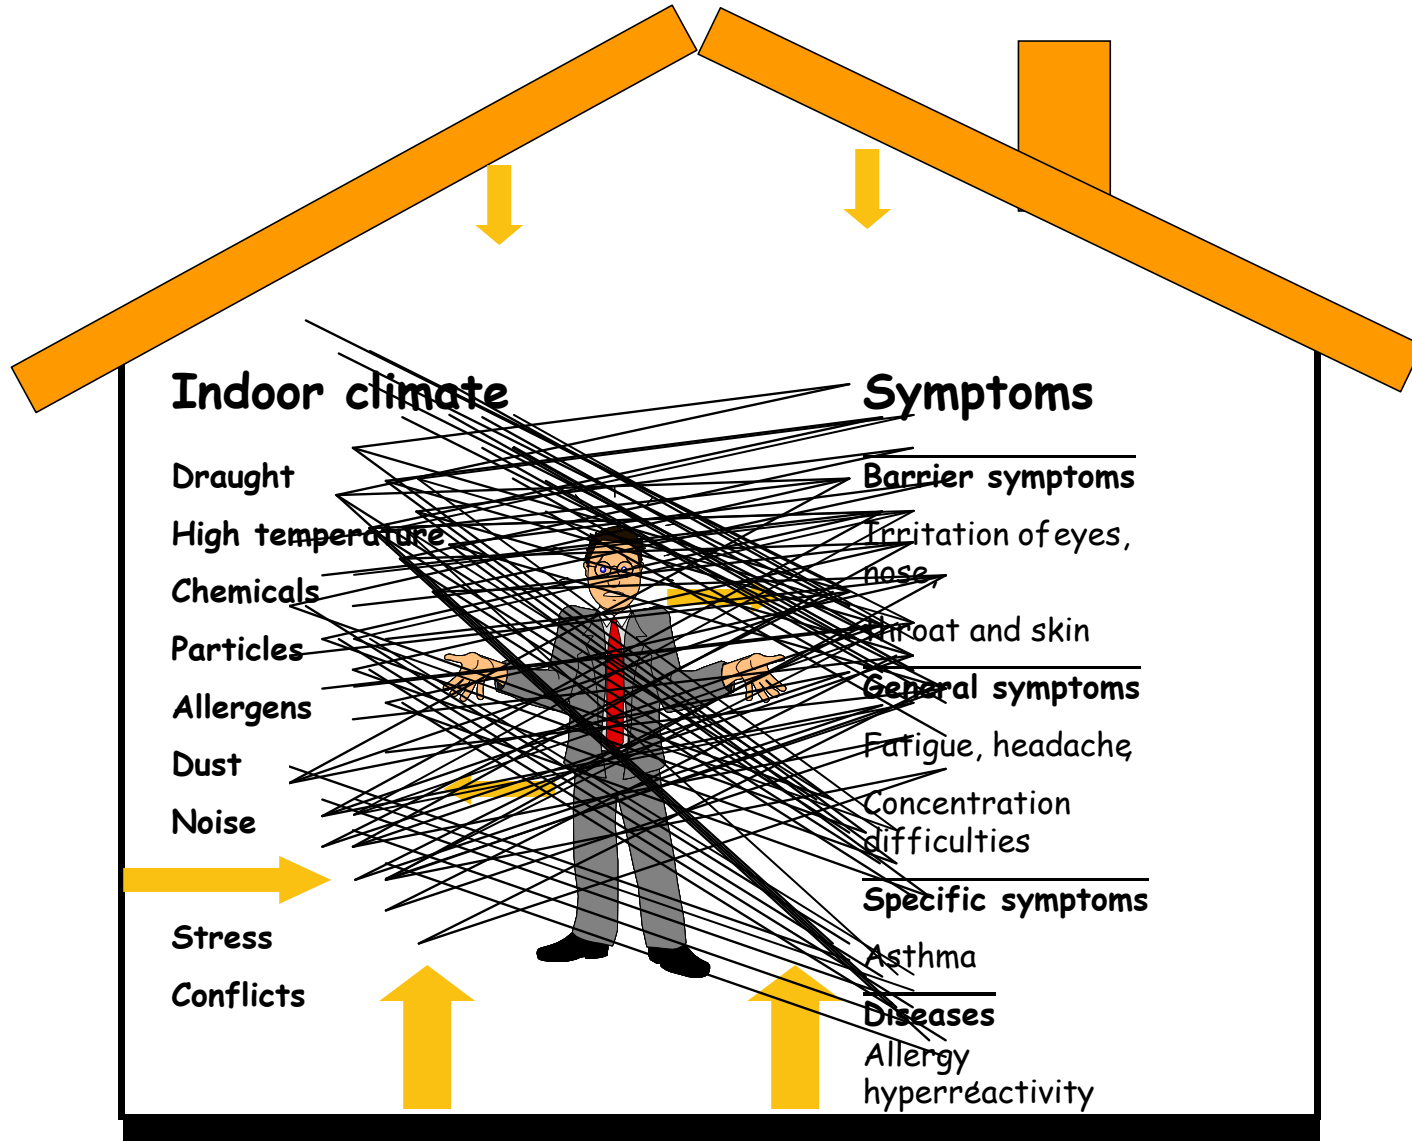 Indoor climate
Draught
High temperature
Chemicals
Particles
Allergens
Dust
Noise
Stress
Conflicts
Symptoms
Barrier symptoms
Irritation of eyes,
nose,
throat and skin
General symptoms
Fatigue, headache,
Concentration
difficulties
Specific symptoms
Asthma
Diseases
Allergy
hyperreactivity